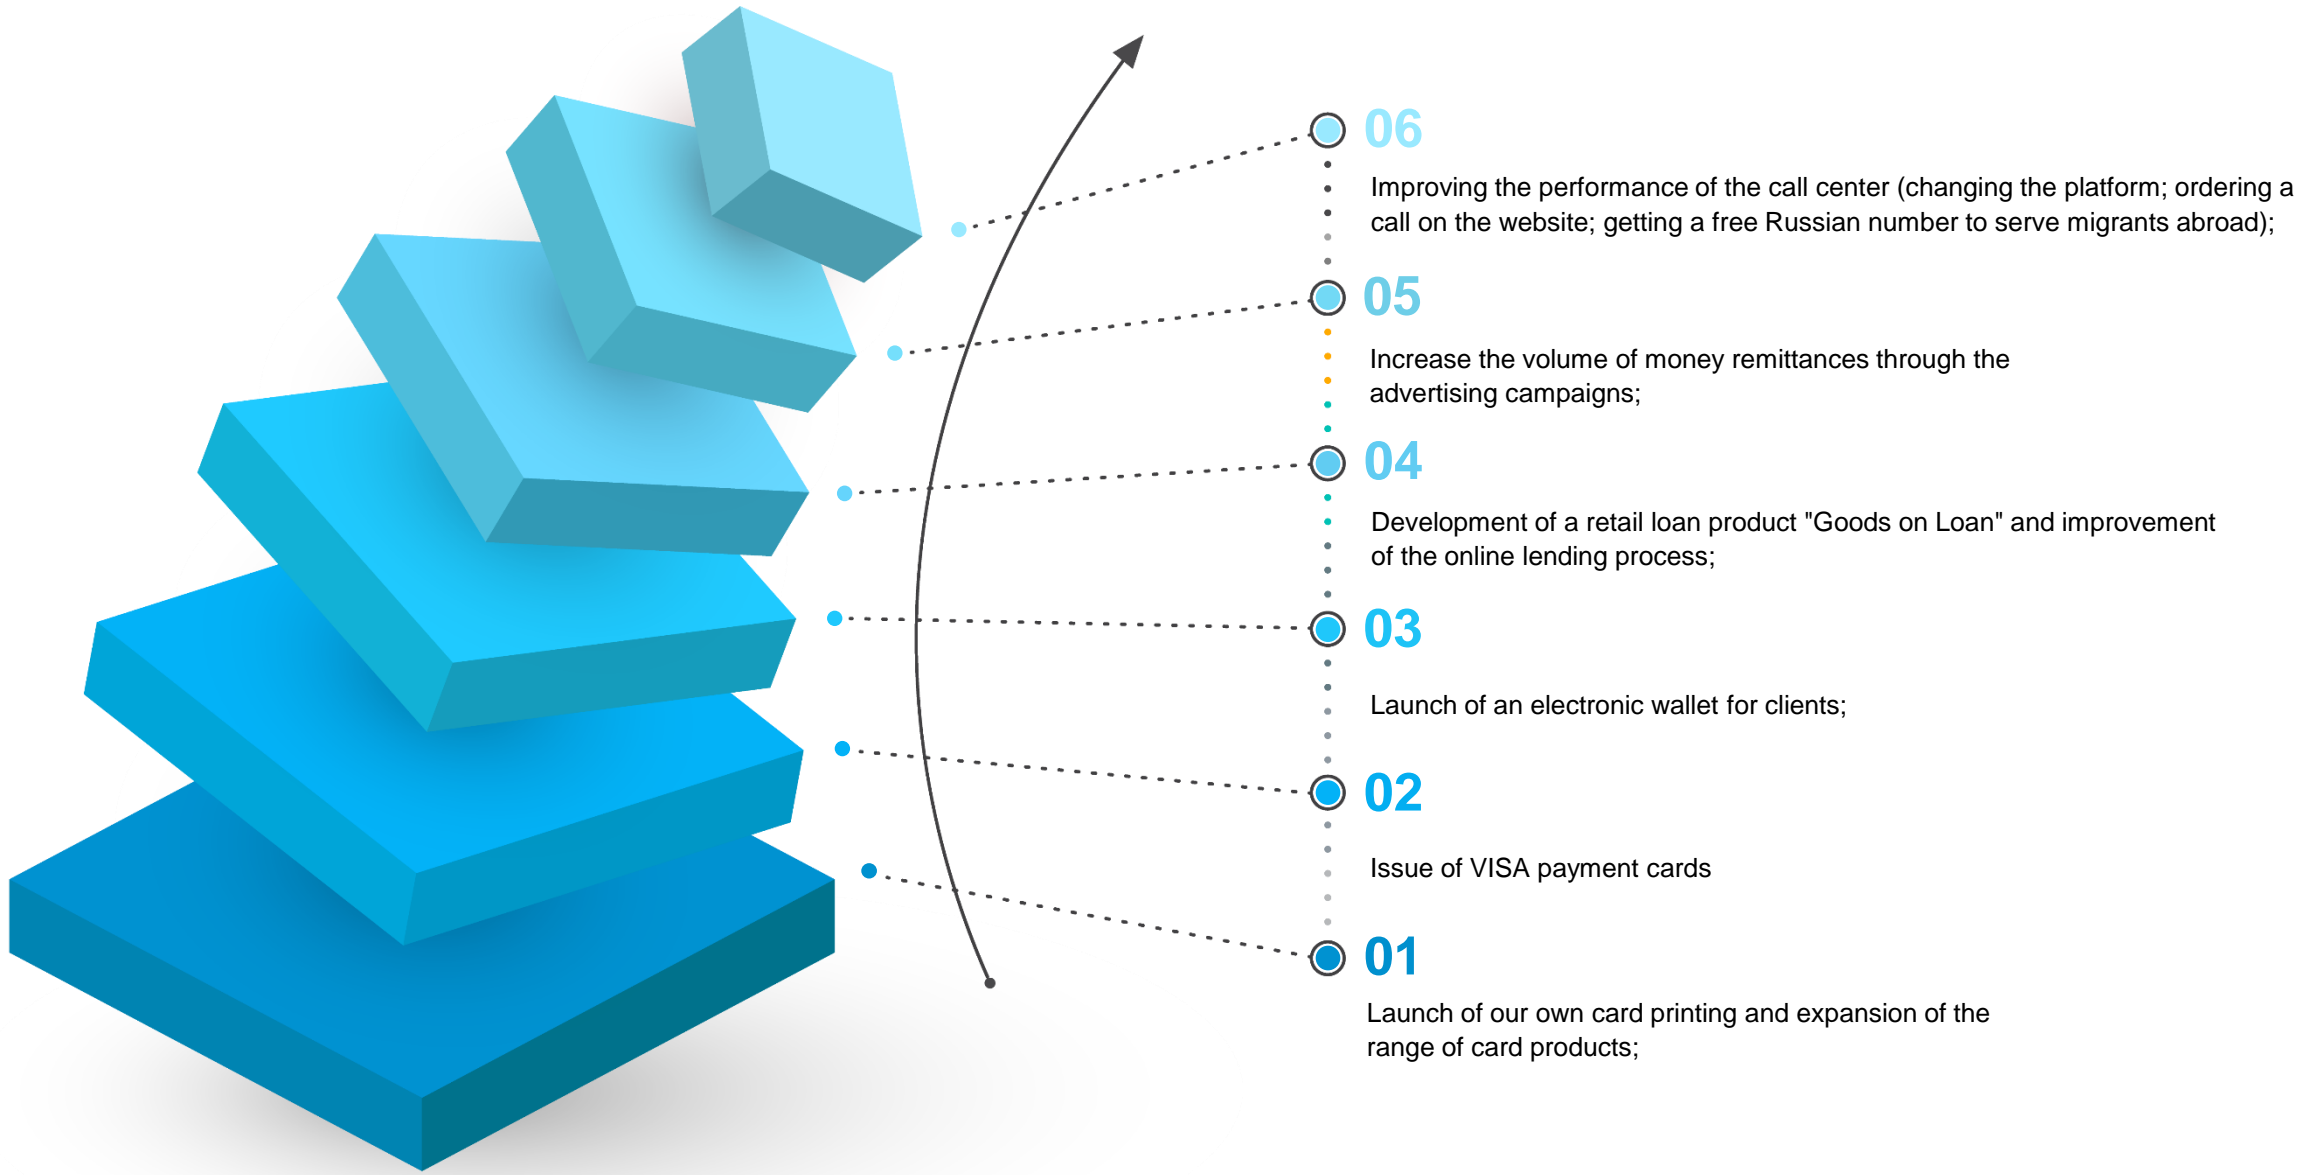 06
Improving the performance of the call center (changing the platform; ordering a
call on the website; getting a free Russian number to serve migrants abroad);
05
Increase the volume of money remittances through the
advertising campaigns;
04
Development of a retail loan product "Goods on Loan" and improvement
of the online lending process;
03
Launch of an electronic wallet for clients;
02
Issue of VISA payment cards
01
Launch of our own card printing and expansion of the
range of card products;